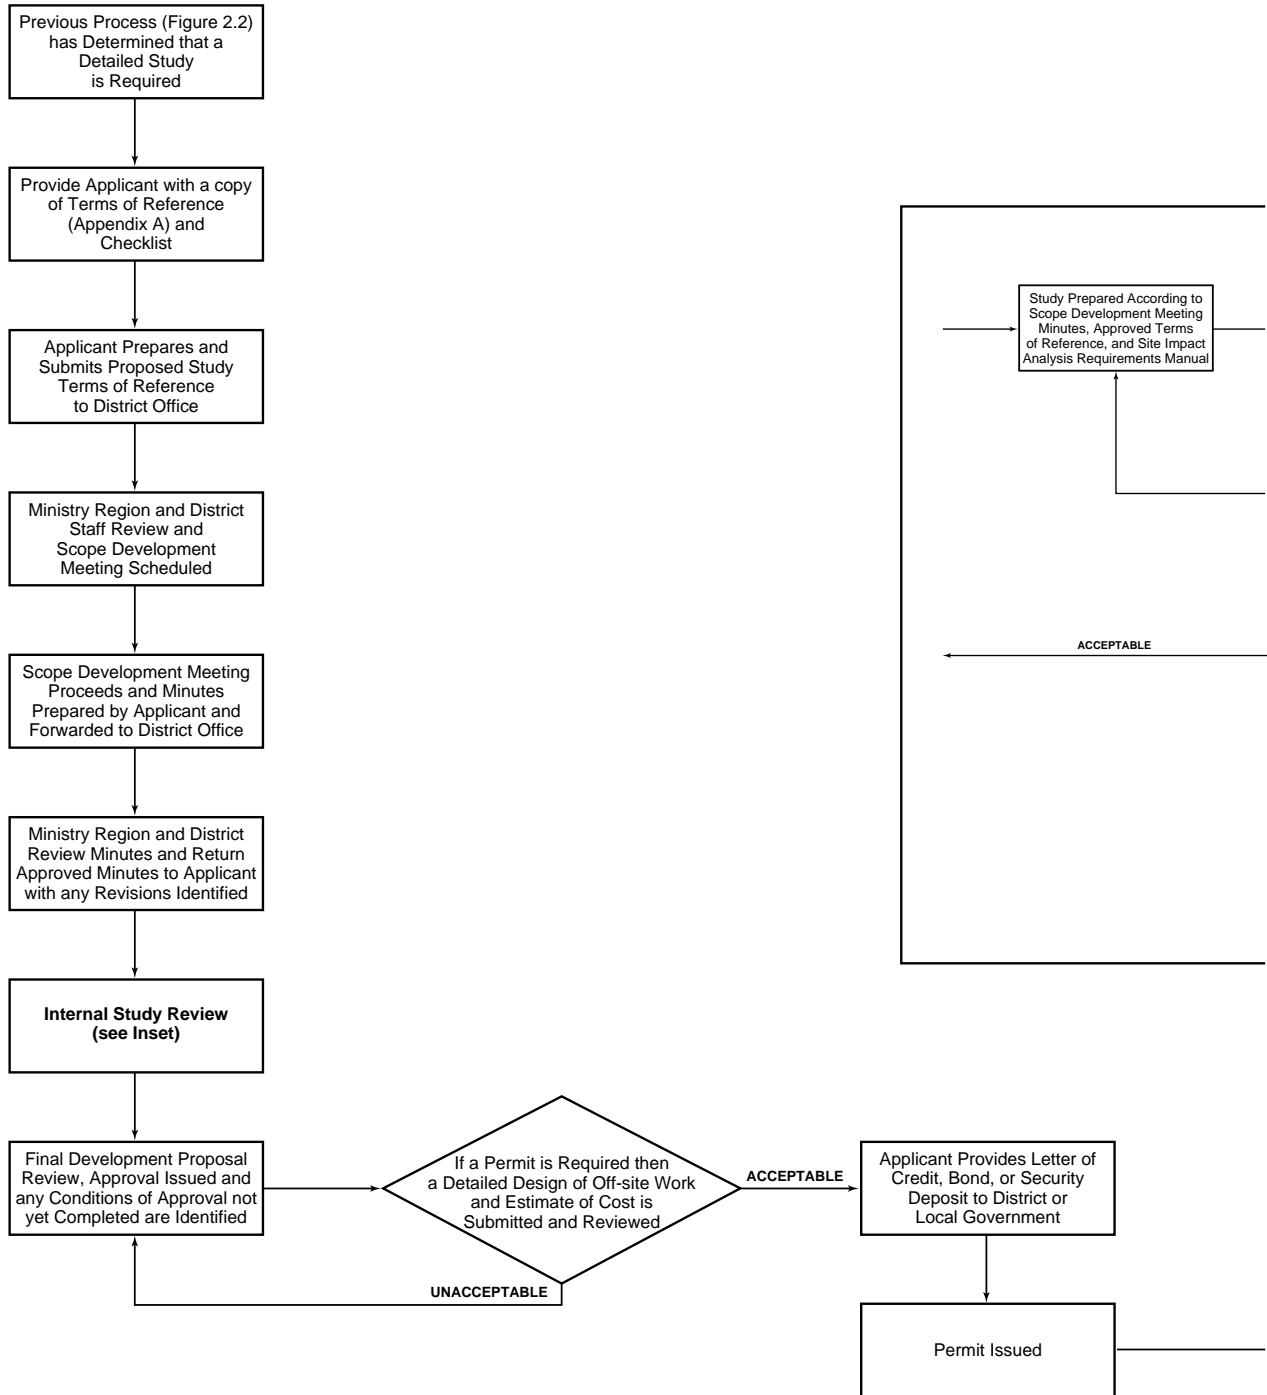 Previous Process (Figure 2.2)
has Determined that a
Detailed Study
is Required
Provide Applicant with a copy
of Terms of Reference
(Appendix A) and
Checklist
Applicant Prepares and
Submits Proposed Study
Terms of Reference
to District Office
Ministry Region and District
Staff Review and
Scope Development
Meeting Scheduled
Scope Development Meeting
Proceeds and Minutes
Prepared by Applicant and
Forwarded to District Office
Ministry Region and District
Review Minutes and Return
Approved Minutes to Applicant
with any Revisions Identified
Internal Study Review
(see Inset)
Final Development Proposal
Review, Approval Issued and
any Conditions of Approval not
yet Completed are Identified
If a Permit is Required then
a Detailed Design of Off-site Work
and Estimate of Cost is
Submitted and Reviewed
UNACCEPTABLE
ACCEPTABLE
Applicant Provides Letter of
Credit, Bond, or Security
Deposit to District or
Local Government
Permit Issued
Study Prepared According to
Scope Development Meeting
Minutes, Approved Terms
of Reference, and Site Impact
Analysis Requirements Manual
ACCEPTABLE